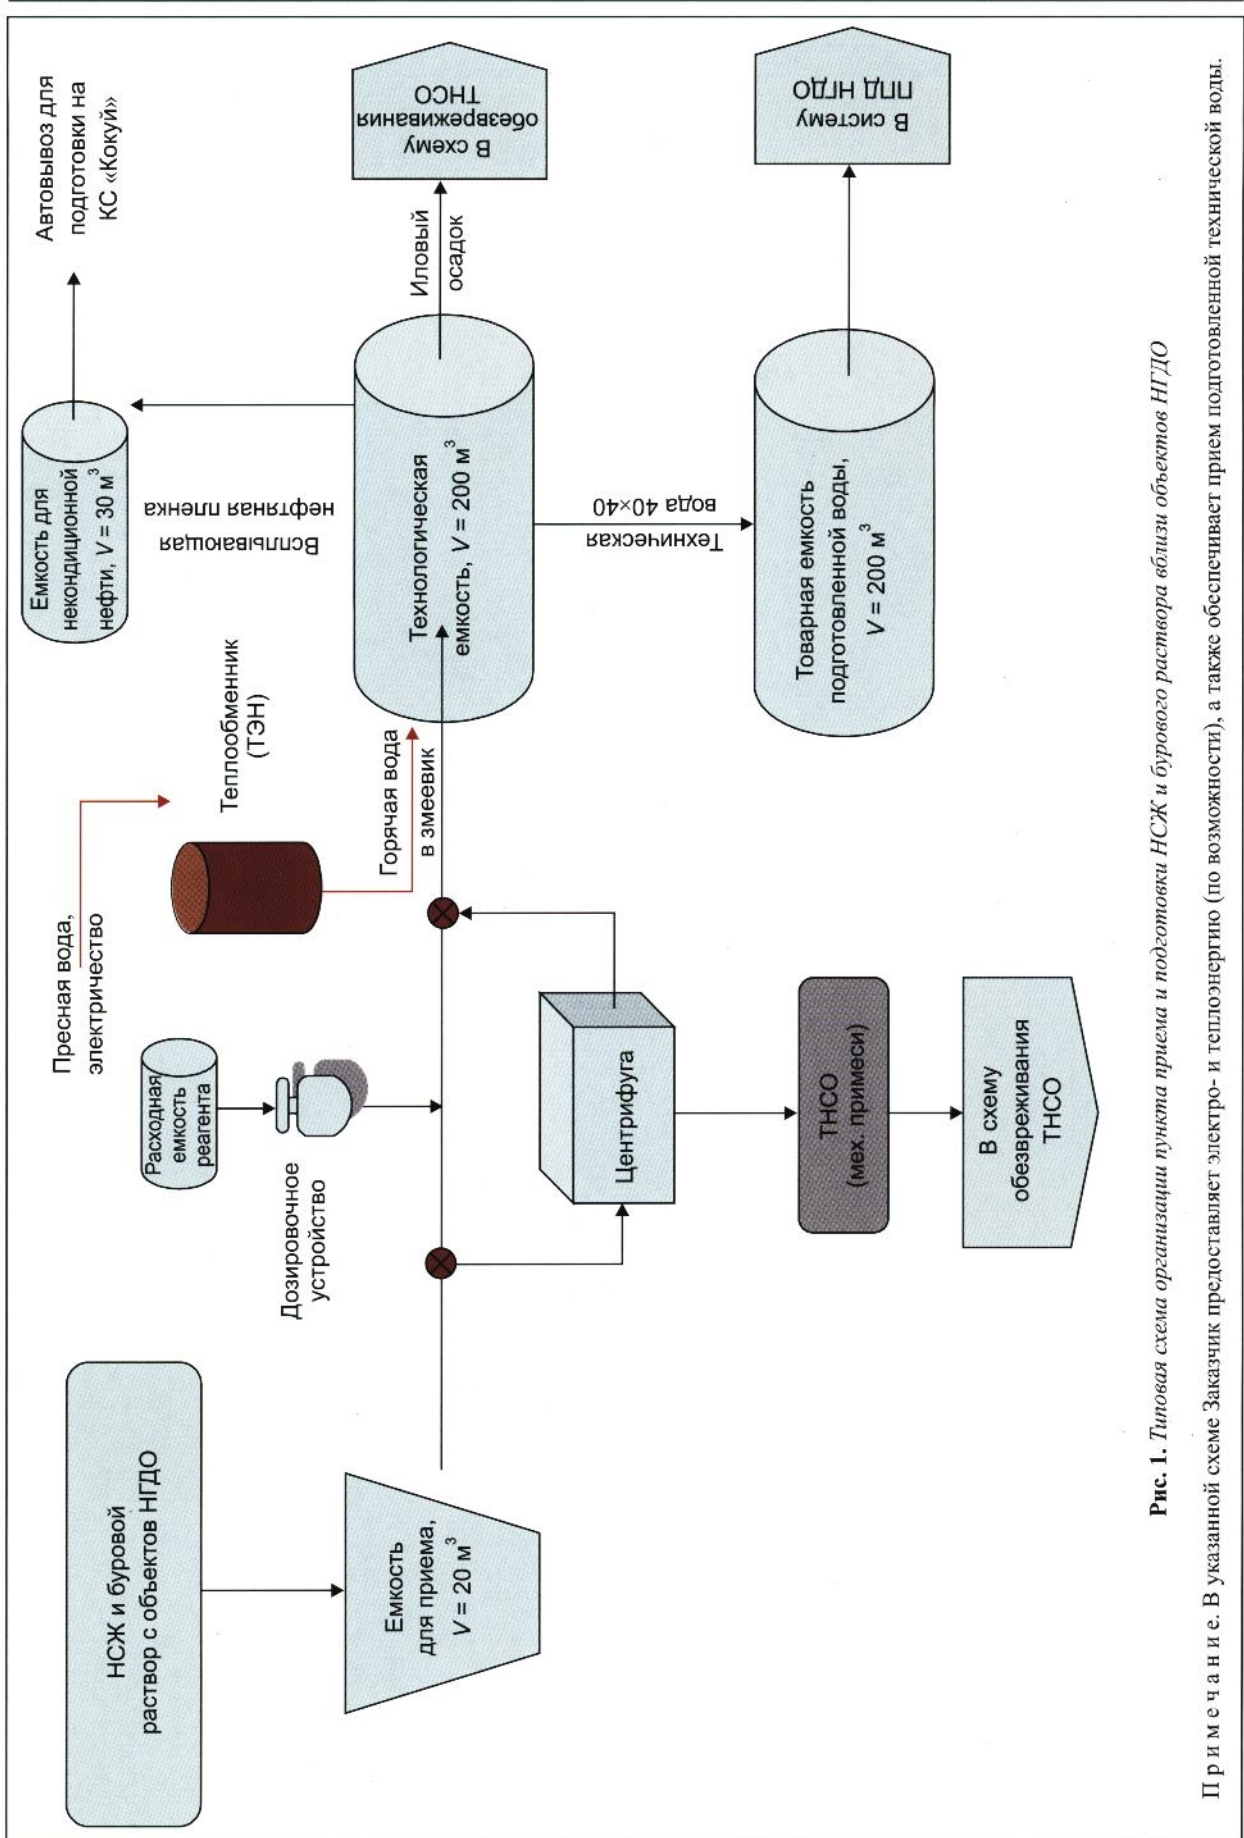 НСЖ и буровой
раствор с объектов НГДО
Емкость
для приема,
V = 20 м³
Расходная
емкость
реагента
Дозировочное
устройство
Пресная вода,
электричество
Теплообменник
(ТЭН)
Горячая вода
в змеевик
Центрифуга
ТНСО
(мех. примеси)
В схему
обезвреживания
ТНСО
Емкость для
некондиционной
нефти, V = 30 м³
Автовывоз для
подготовки на
КС «Кокуй»
Всплывающая
нефтяная пленка
Технологическая
емкость, V = 200 м³
Иловый
осадок
В схему
обезвреживания
ТНСО
Техническая
вода 40×40
Товарная емкость
подготовленной воды,
V = 200 м³
В систему
ППД НГДО
Рис. 1. Типовая схема организации пункта приема и подготовки НСЖ и бурового раствора вблизи объектов НГДО
Примечание. В указанной схеме Заказчик предоставляет электро- и теплоэнергию (по возможности), а также обеспечивает прием подготовленной технической воды.